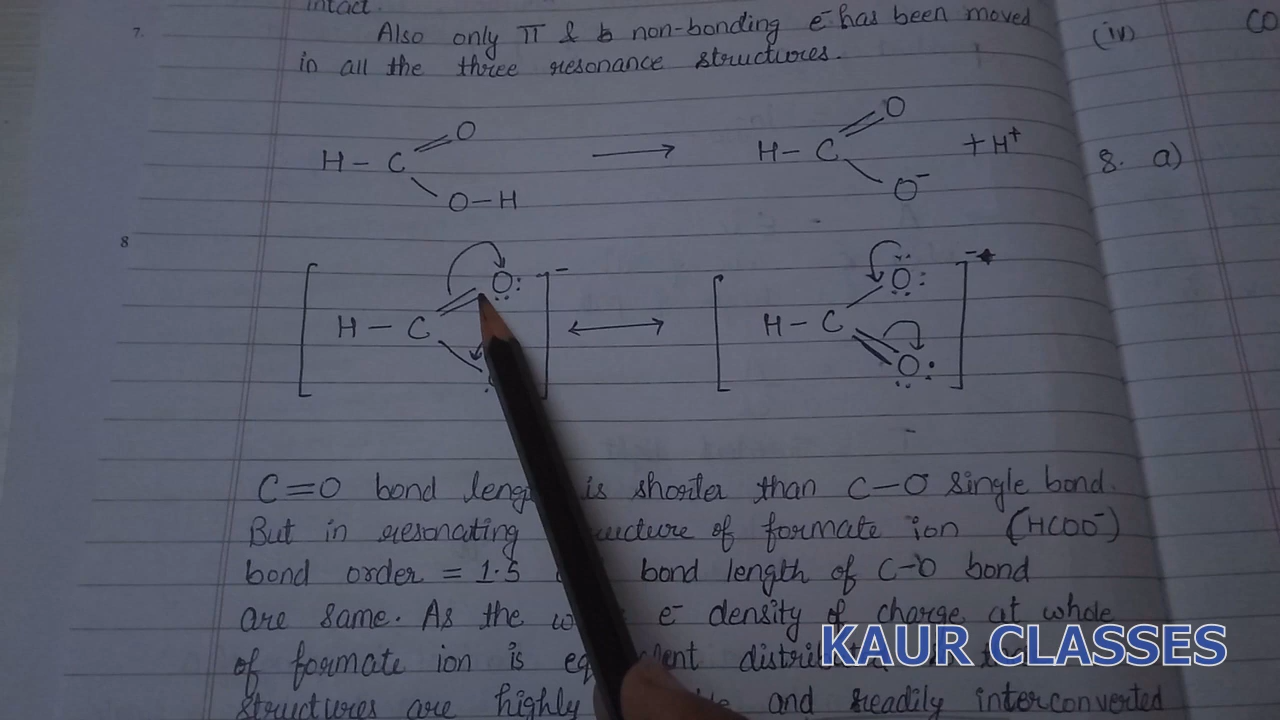 intact.
7.
Also only π & b non-bonding e⁻ has been moved
in all the three resonance structures.
(iv) CO
H-C O O-H → H-C O O⁻ +H⁺
8. a)
8
[H-C O: ]⁻ ↔ [H-C O: O:]⁻
C=O bond is shorter than C-O single bond.
But in resonating of formate ion (HCOO⁻)
bond order = 1.5 bond length of C-O bond
are same. As the e⁻ density of charge at whole
of formate ion is
KAUR CLASSES
structures are highly and readily interconverted